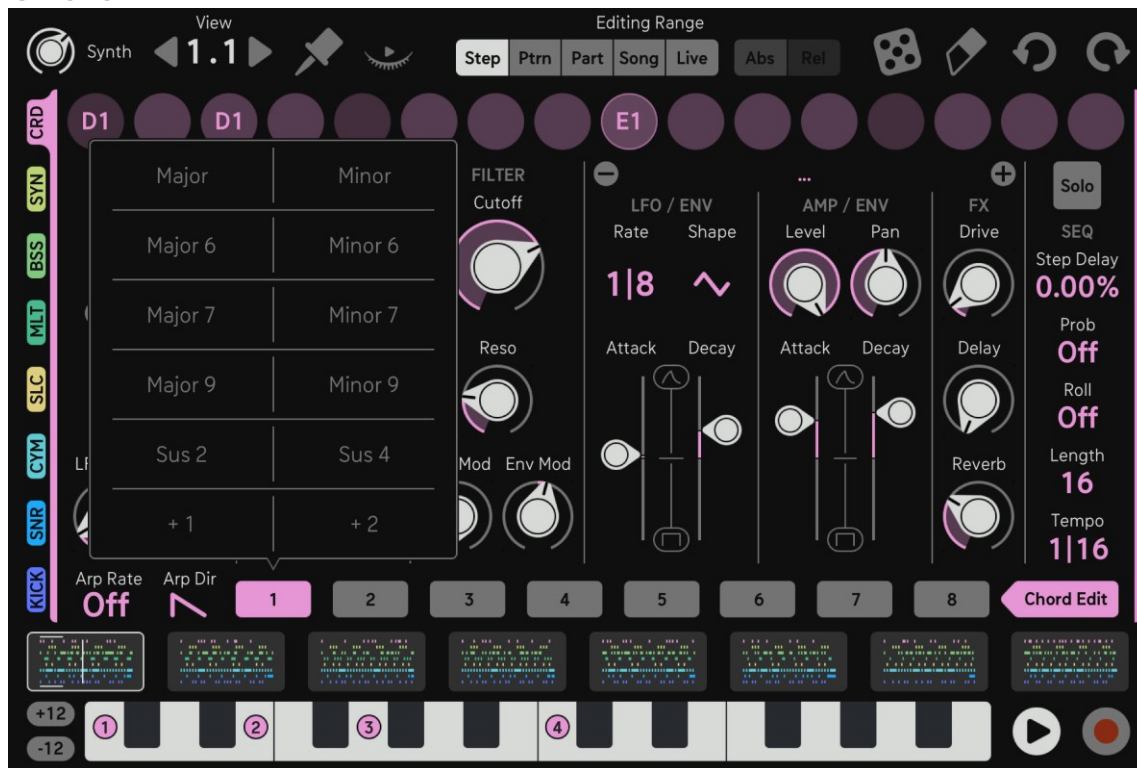 View
Editing Range
Synth
1.1
Step Ptrn Part Song Live
Abs Rel
CRD
D1
D1
E1
SYN
BSS
MLT
SLC
CYM
SNR
KICK
Major Minor
Major 6 Minor 6
Major 7 Minor 7
Major 9 Minor 9
Sus 2 Sus 4
+ 1 + 2
FILTER
Cutoff
Reso
Mod Env Mod
...
LFO / ENV
Rate Shape
1|8
Attack Decay
AMP / ENV
Level Pan
Attack Decay
FX
Drive
Delay
Reverb
Solo
SEQ
Step Delay
0.00%
Prob
Off
Roll
Off
Length
16
Tempo
1|16
Arp Rate
Off
Arp Dir
1 2 3 4 5 6 7 8
Chord Edit
+12
-12
1 2 3 4